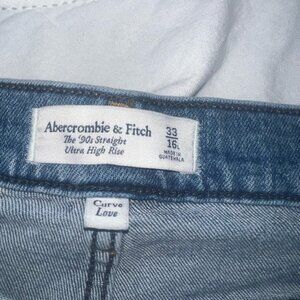 Abercrombie & Fitch
The '90s Straight
Ultra High Rise
33
16L
MADE IN
GUATEMALA
Curve
Love